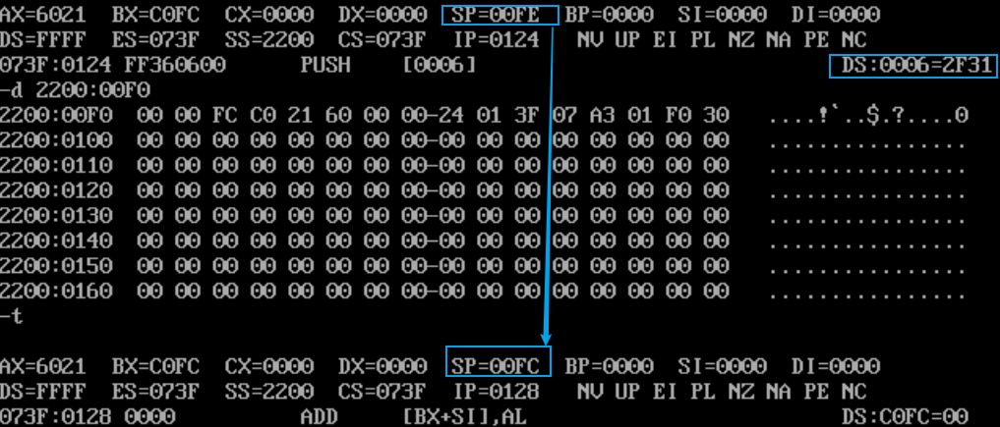 AX=6021  BX=C0FC  CX=0000  DX=0000  SP=00FE  BP=0000  SI=0000  DI=0000
DS=FFFF  ES=073F  SS=2200  CS=073F  IP=0124   NV UP EI PL NZ NA PE NC
073F:0124 FF360600      PUSH    [0006]                             DS:0006=2F31
-d 2200:00F0
2200:00F0  00 00 FC C0 21 60 00 00-24 01 3F 07 A3 01 F0 30   ....!`..$.?....0
2200:0100  00 00 00 00 00 00 00 00-00 00 00 00 00 00 00 00   ................
2200:0110  00 00 00 00 00 00 00 00-00 00 00 00 00 00 00 00   ................
2200:0120  00 00 00 00 00 00 00 00-00 00 00 00 00 00 00 00   ................
2200:0130  00 00 00 00 00 00 00 00-00 00 00 00 00 00 00 00   ................
2200:0140  00 00 00 00 00 00 00 00-00 00 00 00 00 00 00 00   ................
2200:0150  00 00 00 00 00 00 00 00-00 00 00 00 00 00 00 00   ................
2200:0160  00 00 00 00 00 00 00 00-00 00 00 00 00 00 00 00   ................
-t
AX=6021  BX=C0FC  CX=0000  DX=0000  SP=00FC  BP=0000  SI=0000  DI=0000
DS=FFFF  ES=073F  SS=2200  CS=073F  IP=0128   NV UP EI PL NZ NA PE NC
073F:0128 0000          ADD     [BX+SI],AL                         DS:C0FC=00